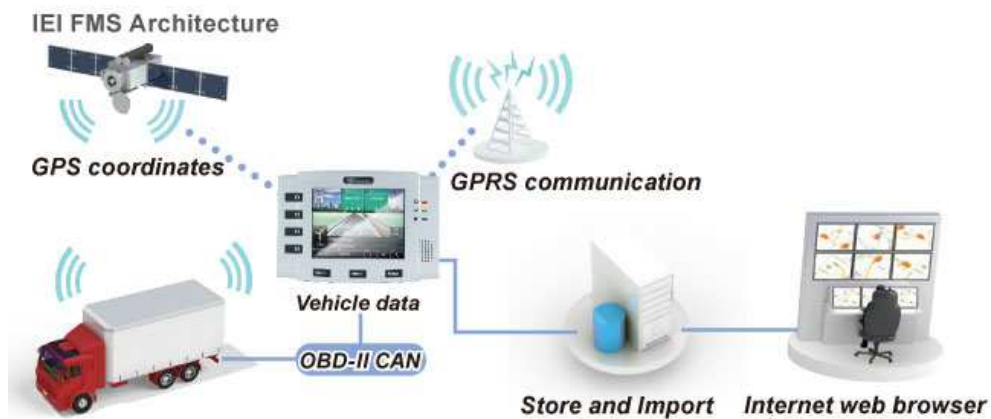 IEI FMS Architecture
GPS coordinates
GPRS communication
Vehicle data
OBD-II CAN
Store and Import
Internet web browser